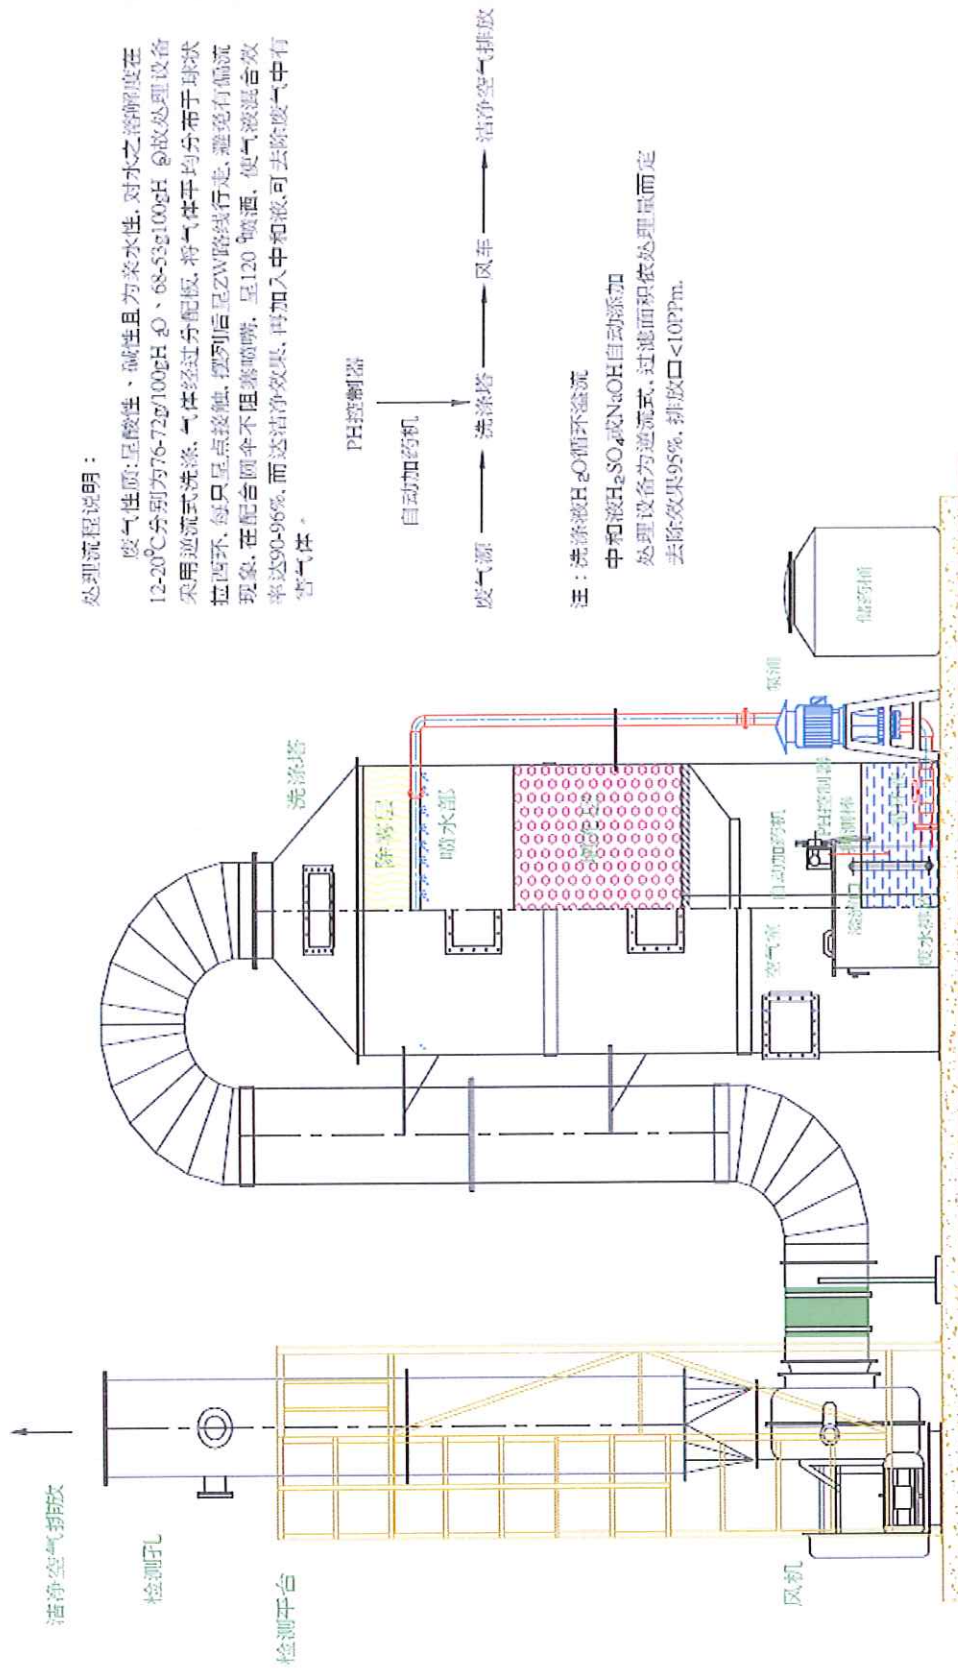 处理流程说明：
废气性质:呈酸性、碱性且为亲水性,对水之溶解度在
12-20°C分别为76-72g/100gH₂O、68-53g100gH₂O故处理设备
采用逆流式洗涤,气体经过分配板,将气体平均分布于球状
拉西环,每只呈点接触,摆列后呈ZW路线行走,避免有偏流
现象,在配合圆伞不阻塞喷嘴,呈120°喷洒,使气液混合效
率达90-96%,而达洁净效果,再加入中和液,可去除废气中有
害气体。
PH控制器
自动加药机
废气源
洗涤塔
风车
洁净空气排放
注：洗涤液H₂O循环溢流
中和液H₂SO₄或NaOH自动添加
处理设备为逆流式,过滤面积依处理量而定
去除效果95%,排放口<10PPm.
洁净空气排放
检测孔
检测平台
风机
洗涤塔
除雾层
喷水部
空气室
自动加药机
PH控制器
溢流口
泵浦
储药桶